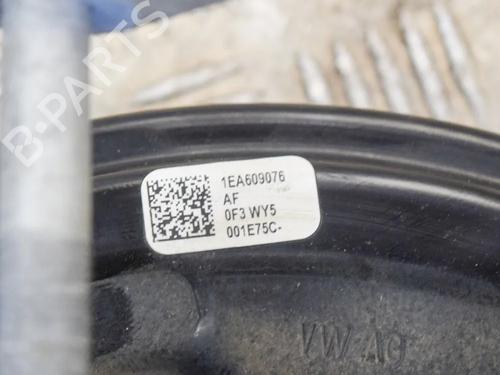 B-PARTS
1EA609076
AF
0F3 WY5
001E75C-
VW AG